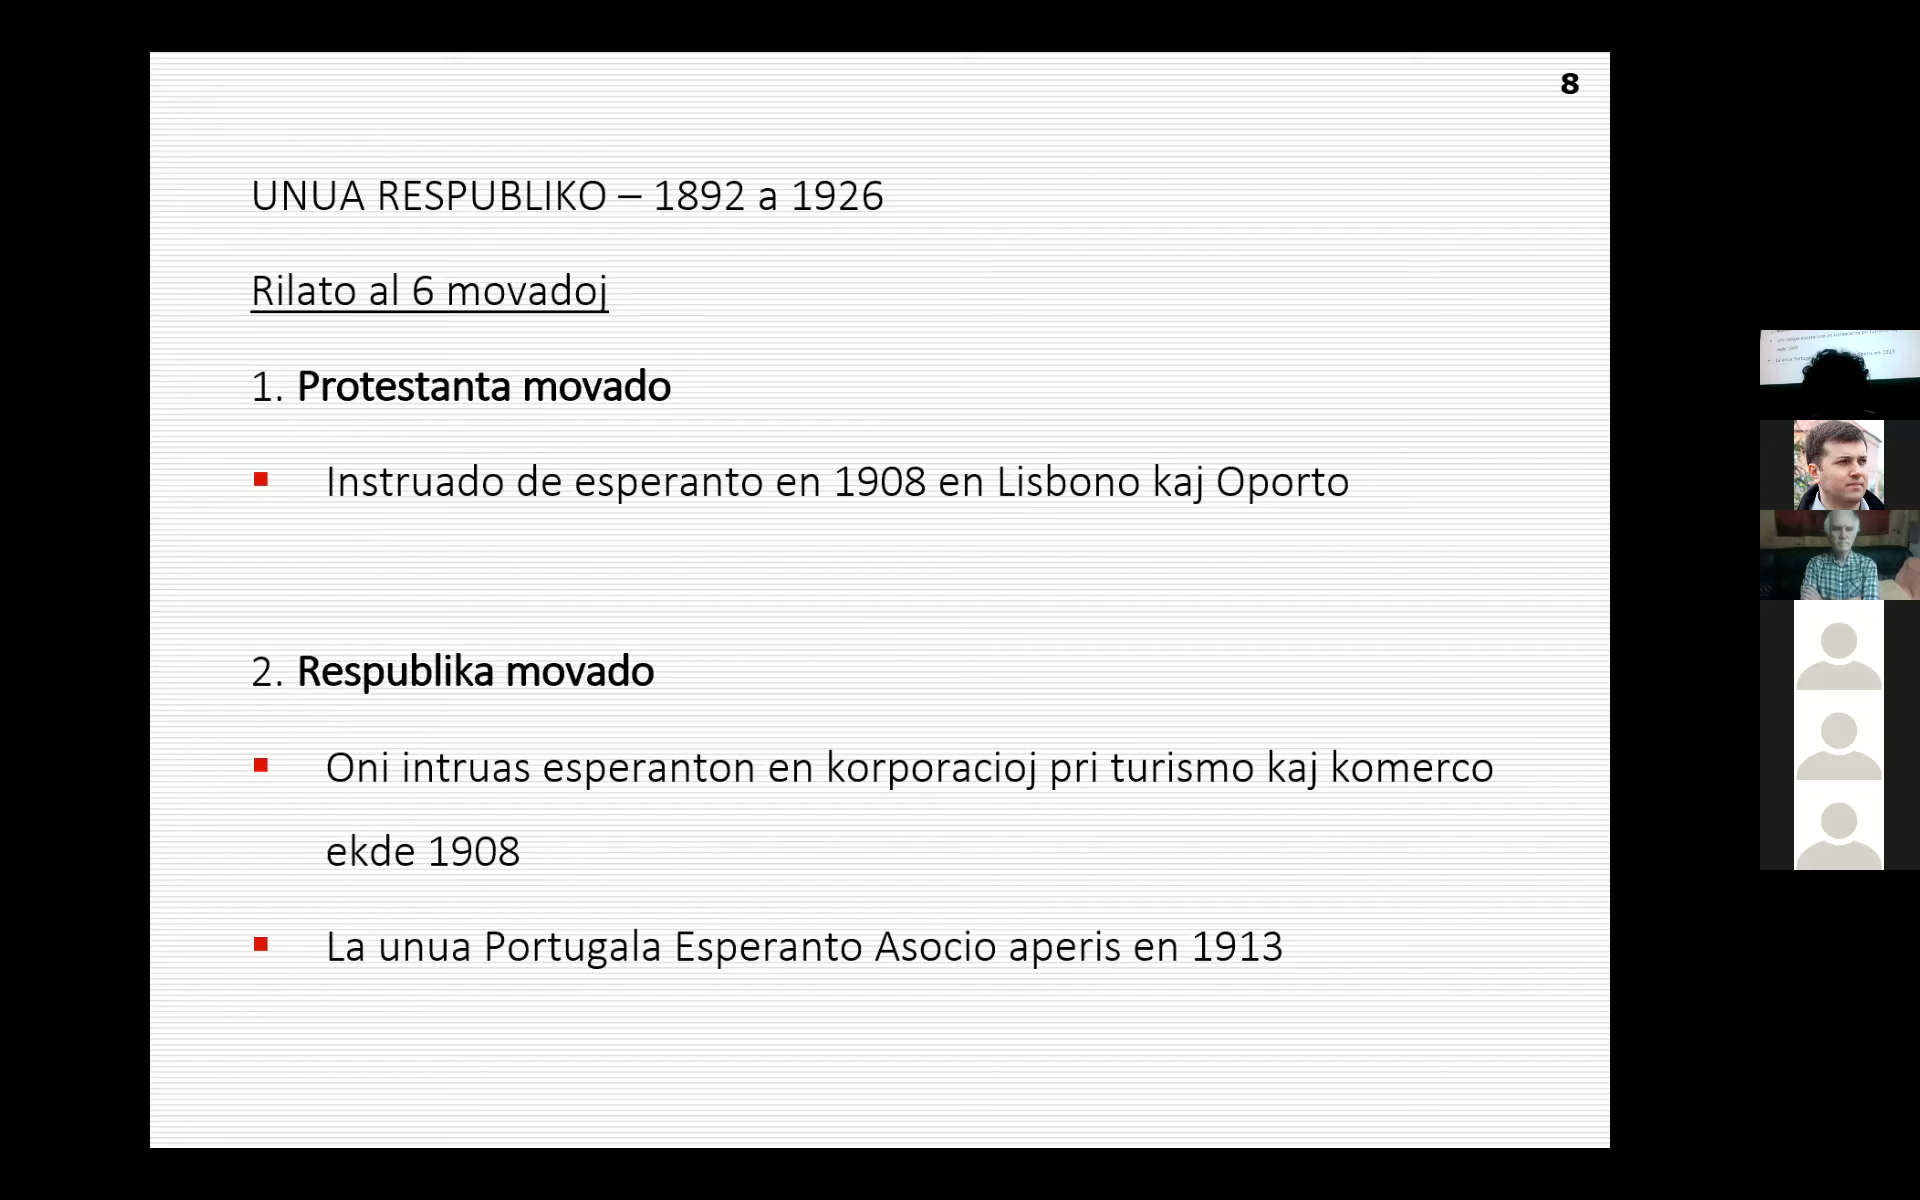 8
UNUA RESPUBLIKO – 1892 a 1926
Rilato al 6 movadoj
1. Protestanta movado
Instruado de esperanto en 1908 en Lisbono kaj Oporto
2. Respublika movado
Oni intruas esperanton en korporacioj pri turismo kaj komerco
ekde 1908
La unua Portugala Esperanto Asocio aperis en 1913